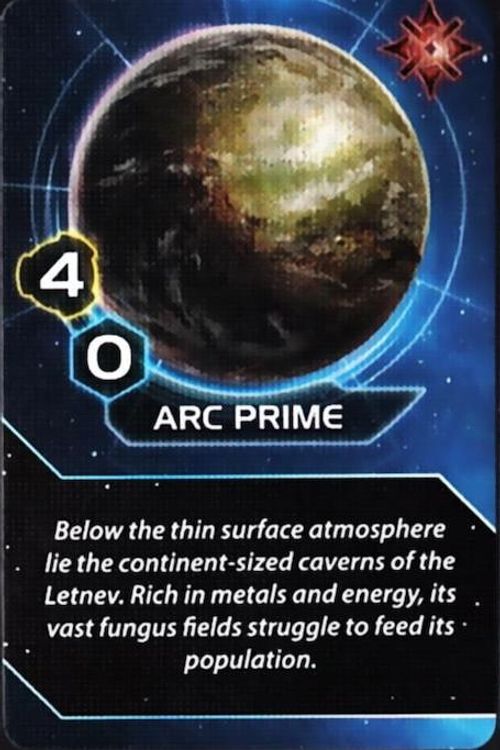 4
0
ARC PRIME
Below the thin surface atmosphere
lie the continent-sized caverns of the
Letnev. Rich in metals and energy, its
vast fungus fields struggle to feed its
population.